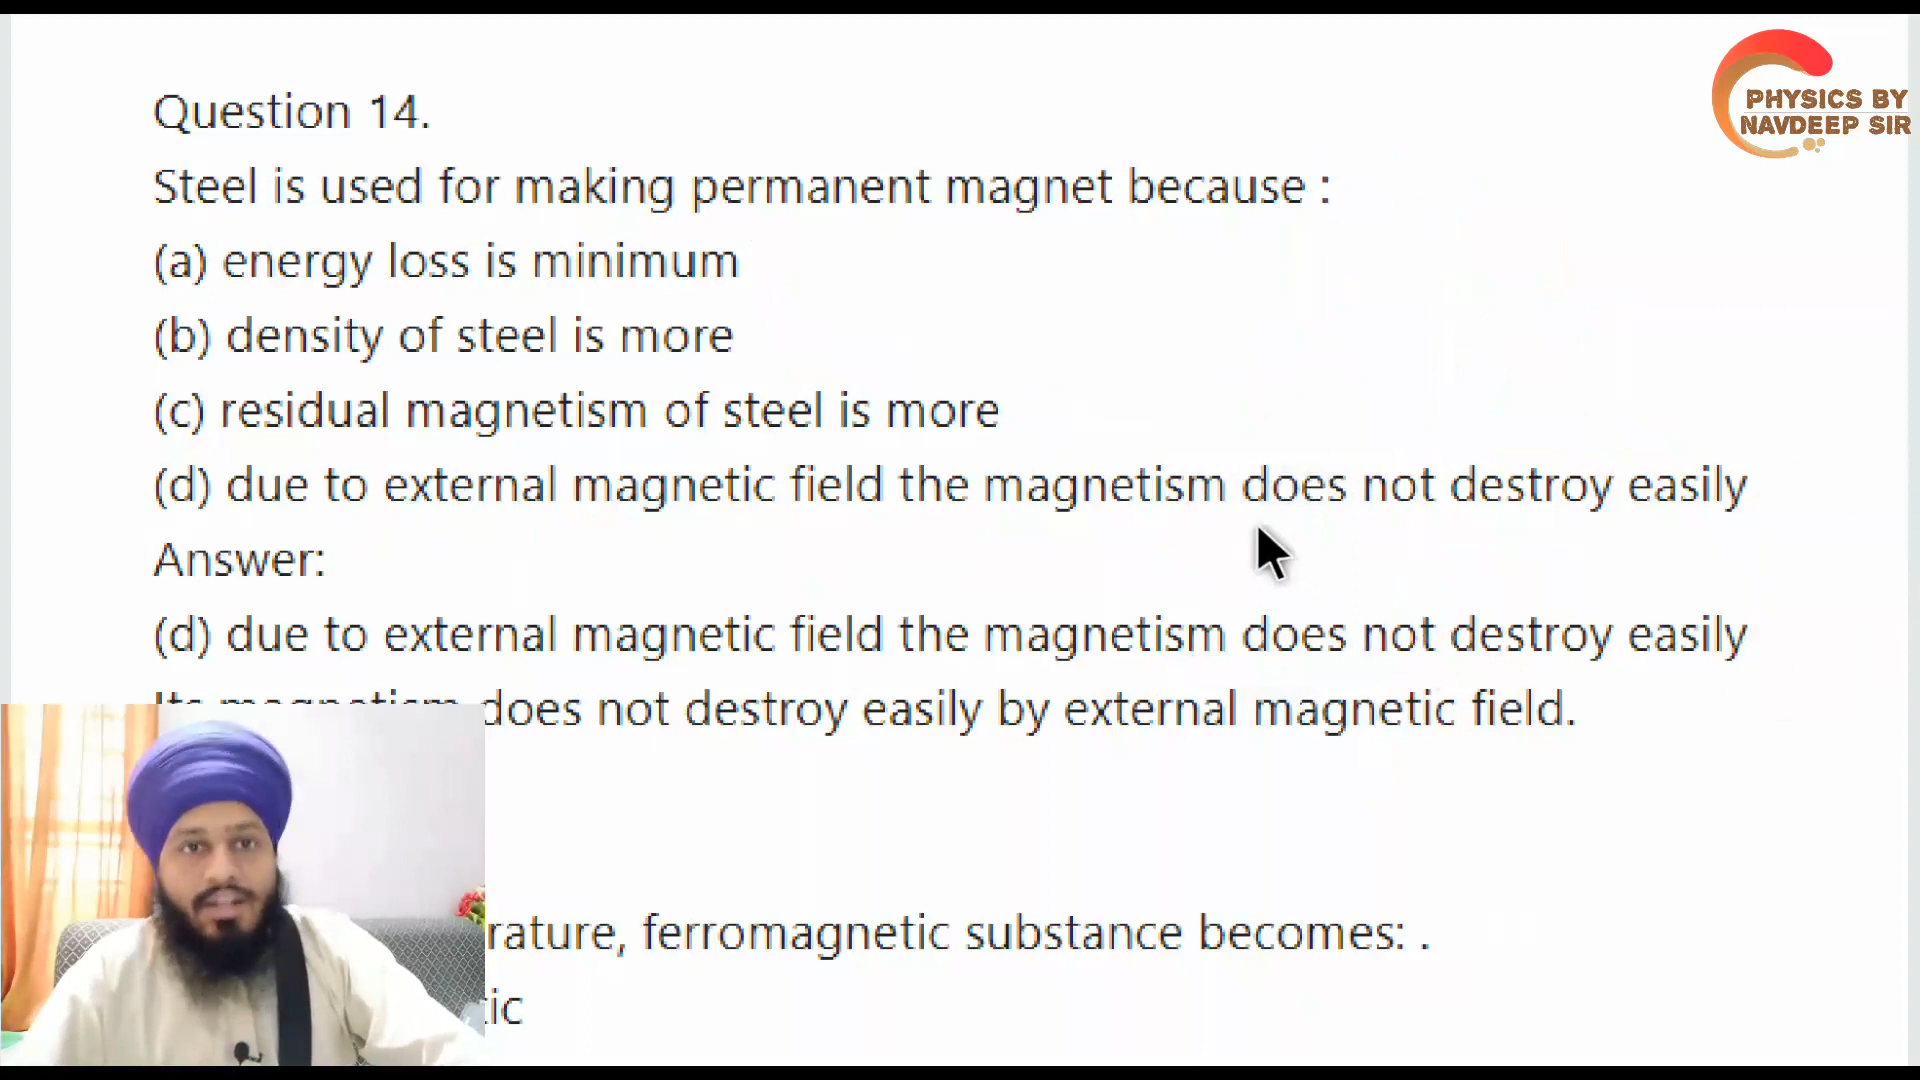 PHYSICS BY
NAVDEEP SIR
Question 14.
Steel is used for making permanent magnet because :
(a) energy loss is minimum
(b) density of steel is more
(c) residual magnetism of steel is more
(d) due to external magnetic field the magnetism does not destroy easily
Answer:
(d) due to external magnetic field the magnetism does not destroy easily
Its magnetism does not destroy easily by external magnetic field.
ferromagnetic substance becomes: .